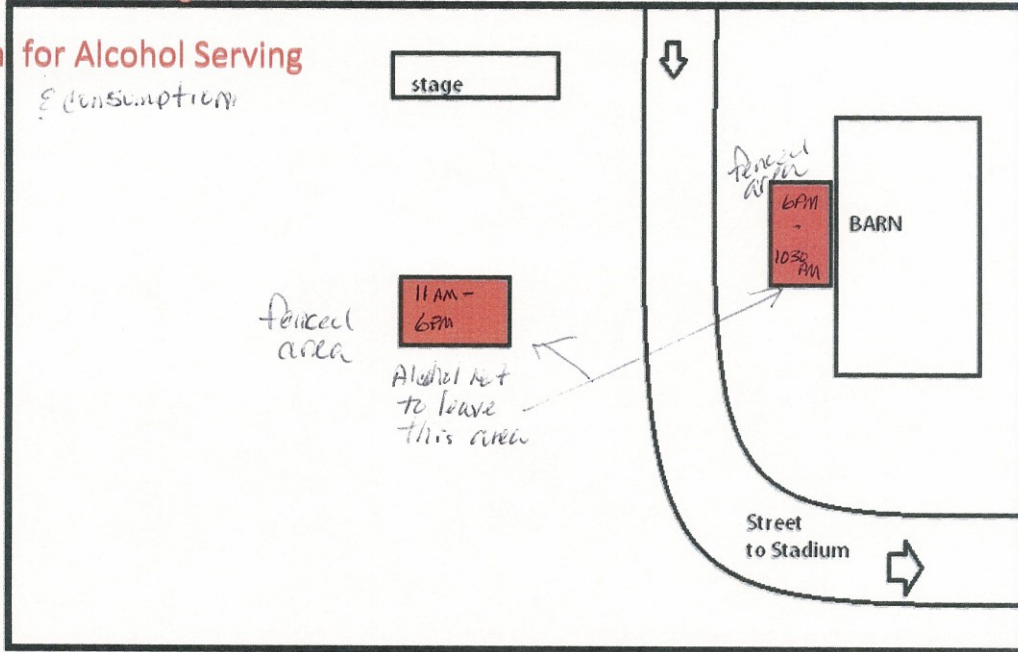 for Alcohol Serving
& consumption
stage
fenced
area
6PM
-
1030
AM
BARN
11 AM -
6PM
fenced
area
Alcohol not
to leave
this area
Street
to Stadium